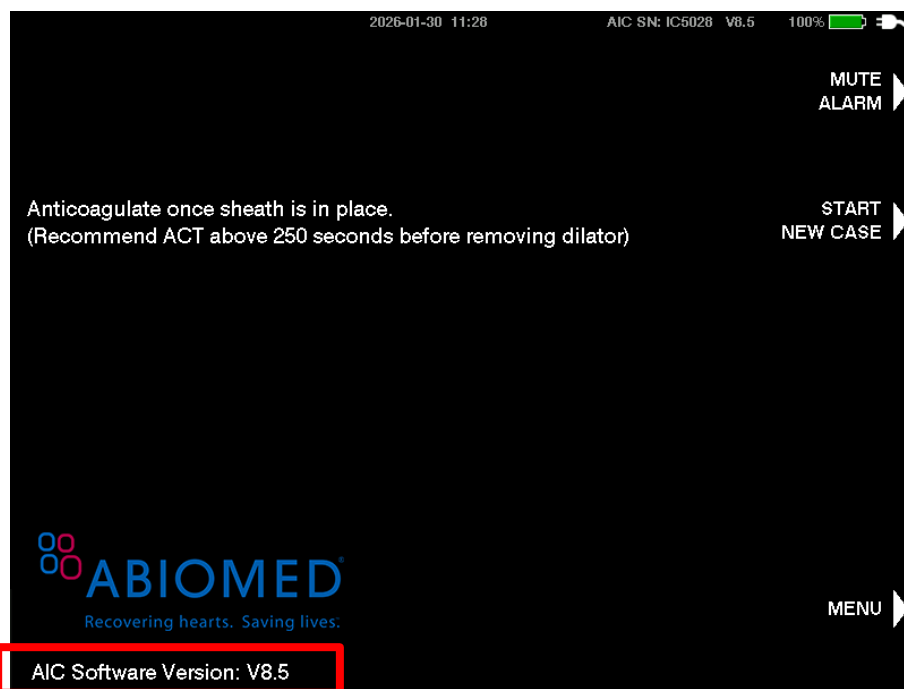 2026-01-30 11:28 AIC SN: IC5028 V8.5 100%
MUTE
ALARM
Anticoagulate once sheath is in place.
(Recommend ACT above 250 seconds before removing dilator)
START
NEW CASE
ABIOMED
Recovering hearts. Saving lives.
MENU
AIC Software Version: V8.5